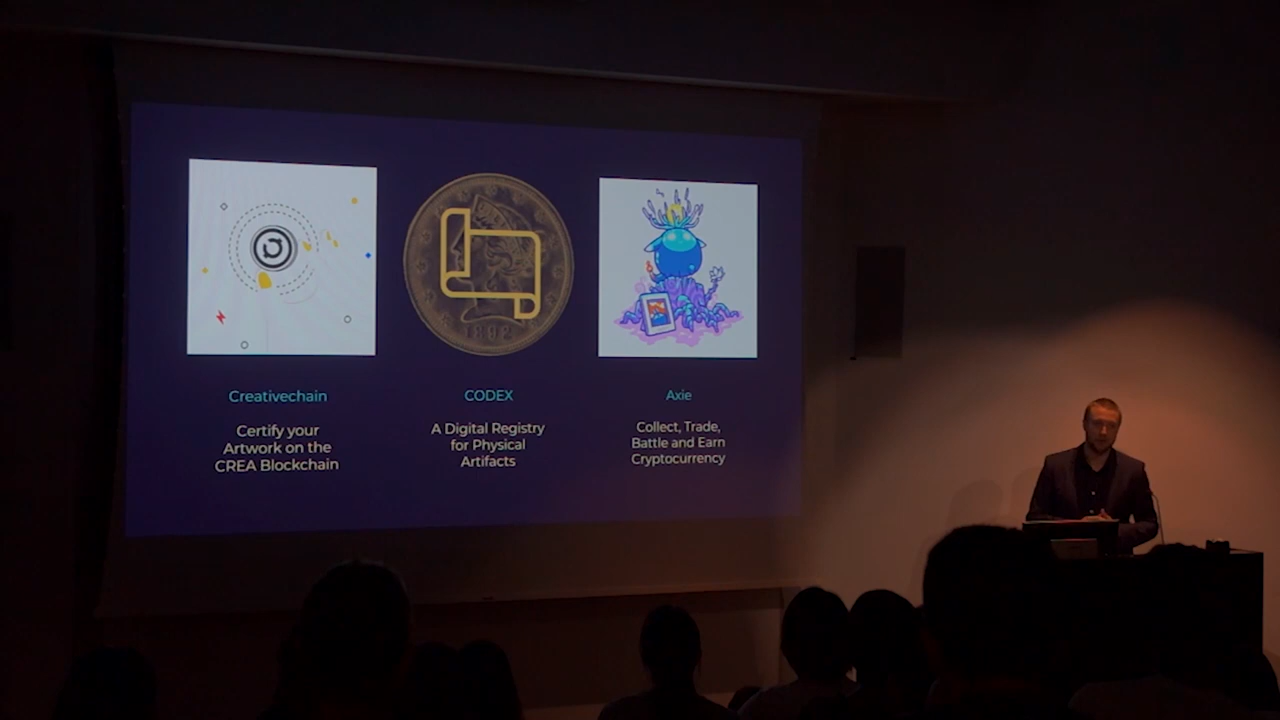 1892
Creativechain
Certify your
Artwork on the
CREA Blockchain
CODEX
A Digital Registry
for Physical
Artifacts
Axie
Collect, Trade,
Battle and Earn
Cryptocurrency